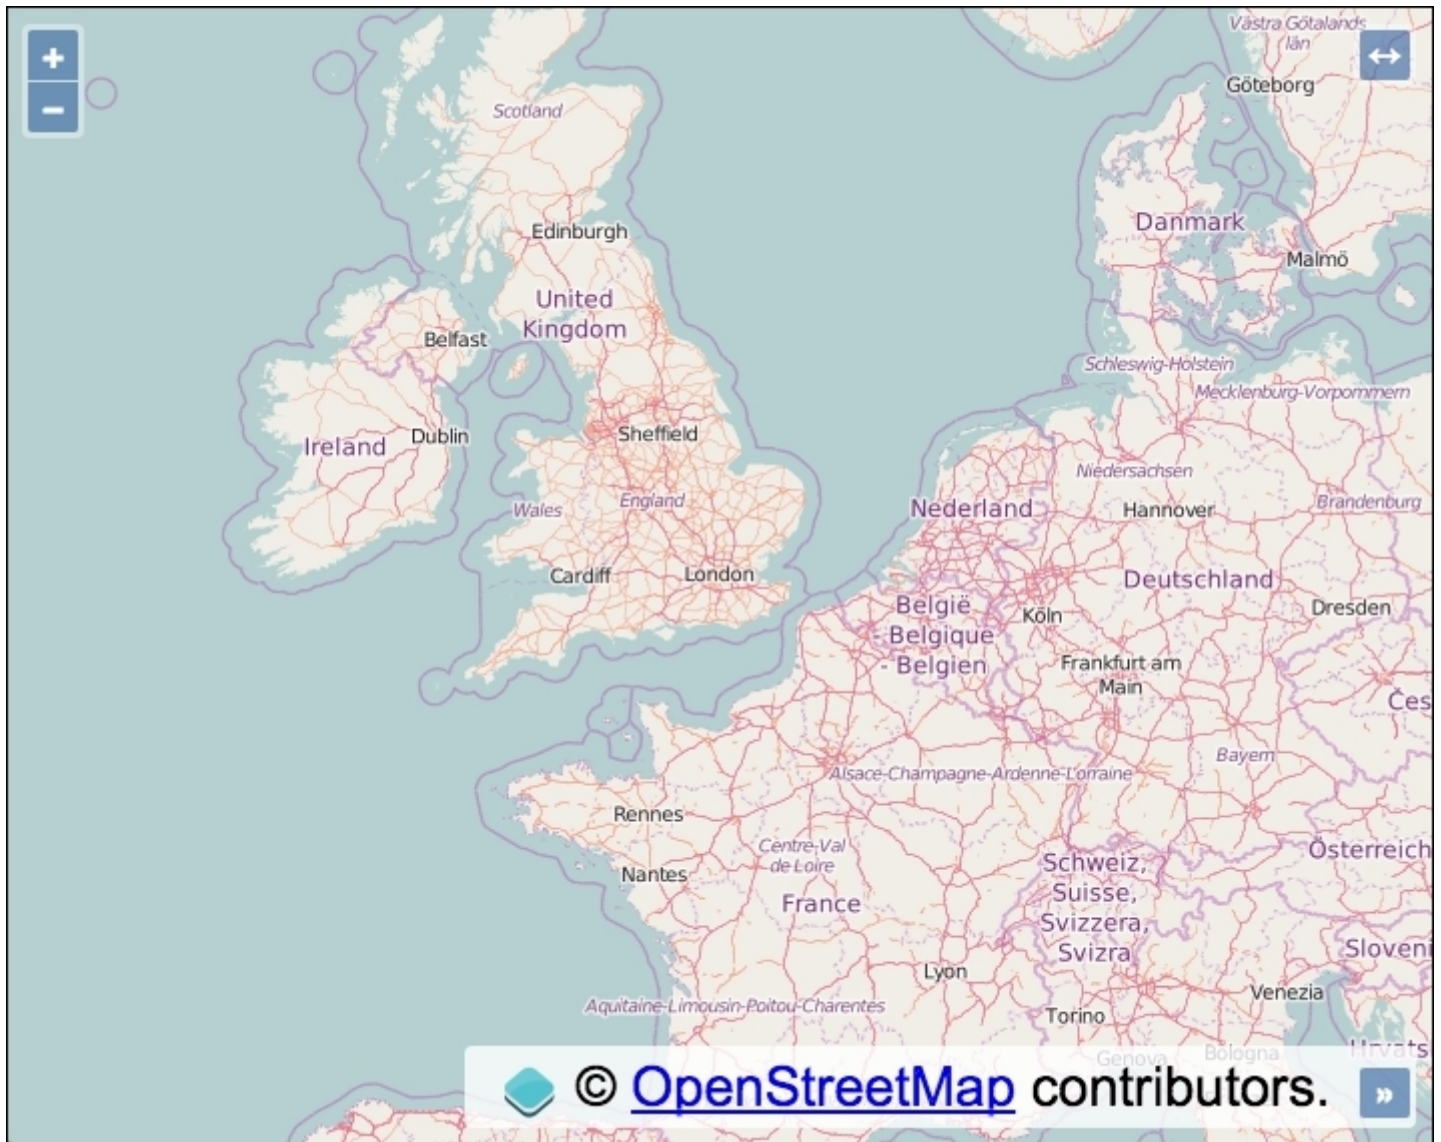 +
−
↔
Västra Götalands
län
Göteborg
Scotland
Danmark
Edinburgh
Malmö
United
Kingdom
Belfast
Schleswig-Holstein
Mecklenburg-Vorpommern
Dublin
Ireland
Sheffield
Niedersachsen
England
Wales
Nederland
Hannover
Brandenburg
Cardiff
London
Deutschland
België
- Belgique
- Belgien
Köln
Dresden
Frankfurt am
Main
Čes
Bayern
Alsace-Champagne-Ardenne-Lorraine
Rennes
Centre-Val
de Loire
Österreich
Nantes
Schweiz,
Suisse,
Svizzera,
Svizra
France
Sloveni
Lyon
Venezia
Aquitaine-Limousin-Poitou-Charentes
Torino
Hrvats
Genova
Bologna
© OpenStreetMap contributors.
»